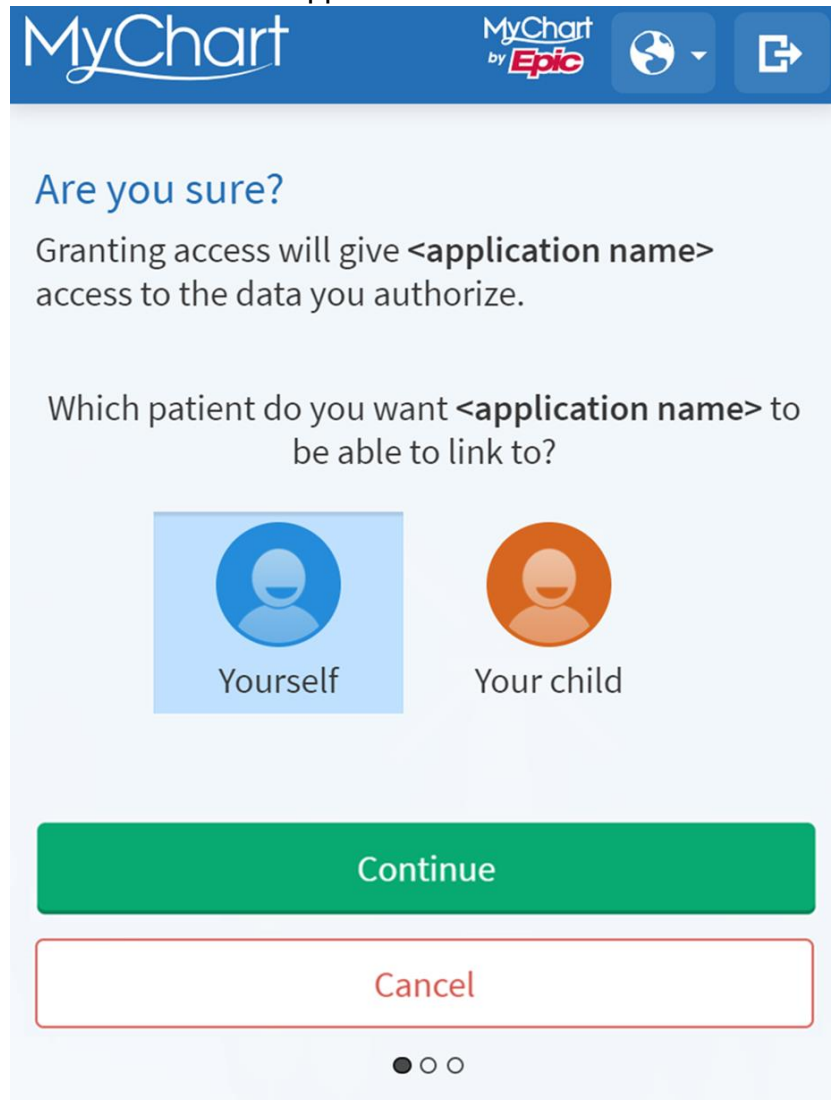 MyChart
MyChart
by Epic
Are you sure?
Granting access will give <application name>
access to the data you authorize.
Which patient do you want <application name> to
be able to link to?
Yourself
Your child
Continue
Cancel